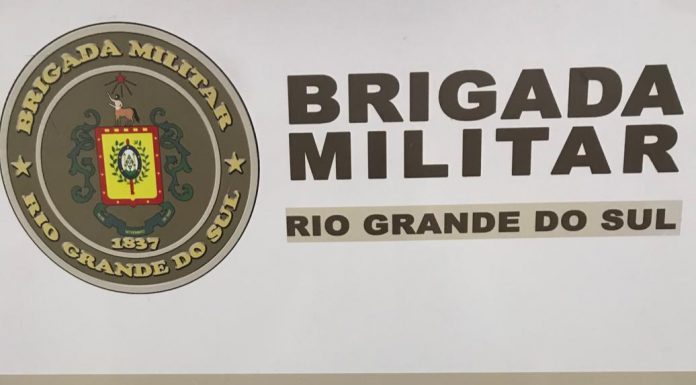 BRIGADA MILITAR
1837
RIO GRANDE DO SUL
BRIGADA
MILITAR
RIO GRANDE DO SUL